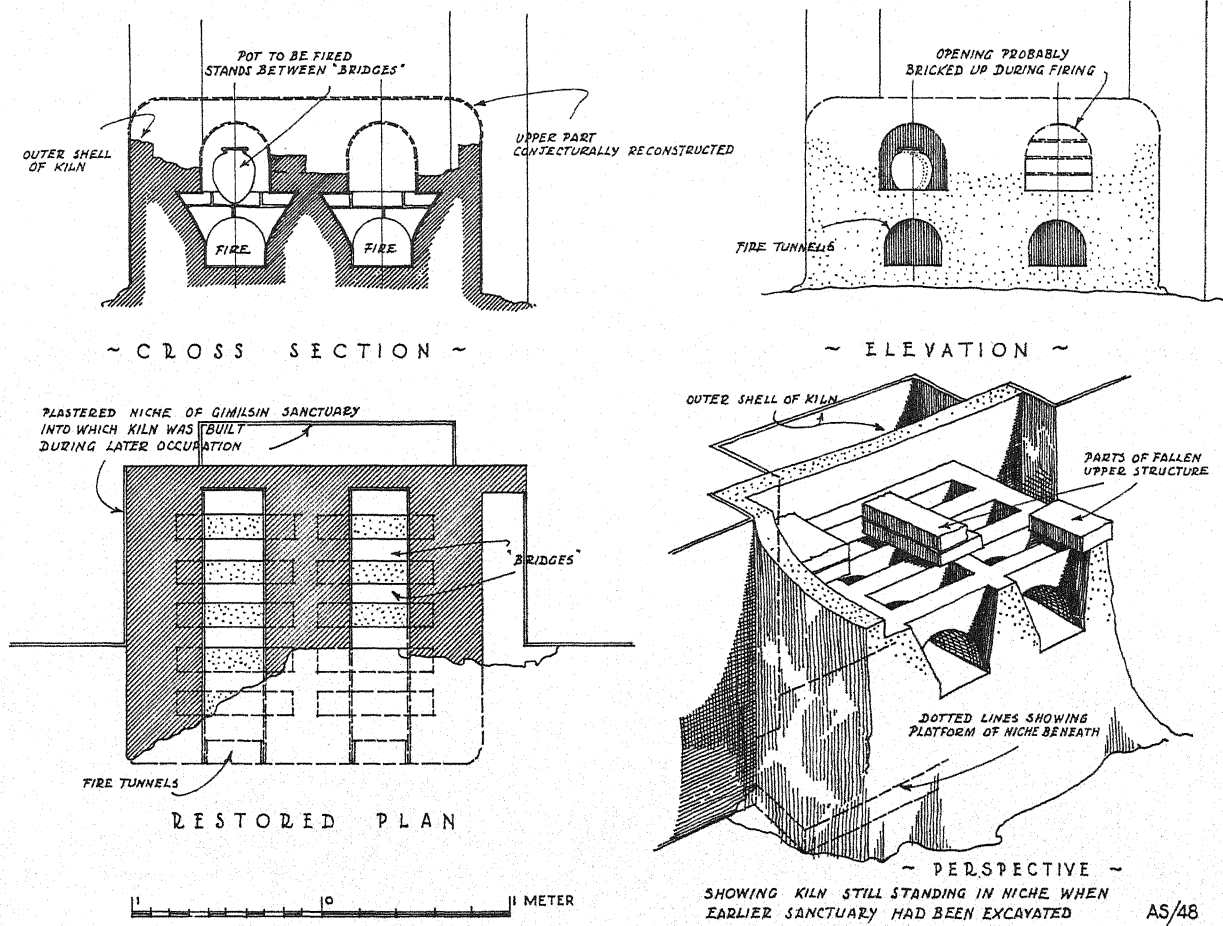 POT TO BE FIRED
STANDS BETWEEN "BRIDGES"
OUTER SHELL
OF KILN
UPPER PART
CONJECTURALLY RECONSTRUCTED
FIRE
FIRE
~ CROSS SECTION ~
OPENING PROBABLY
BRICKED UP DURING FIRING
FIRE TUNNELS
~ ELEVATION ~
PLASTERED NICHE OF GIMILSIN SANCTUARY
INTO WHICH KILN WAS BUILT
DURING LATER OCCUPATION
"BRIDGES"
FIRE TUNNELS
RESTORED PLAN
1 0 1 METER
OUTER SHELL OF KILN
PARTS OF FALLEN
UPPER STRUCTURE
DOTTED LINES SHOWING
PLATFORM OF NICHE BENEATH
~ PERSPECTIVE ~
SHOWING KILN STILL STANDING IN NICHE WHEN
EARLIER SANCTUARY HAD BEEN EXCAVATED
AS/48